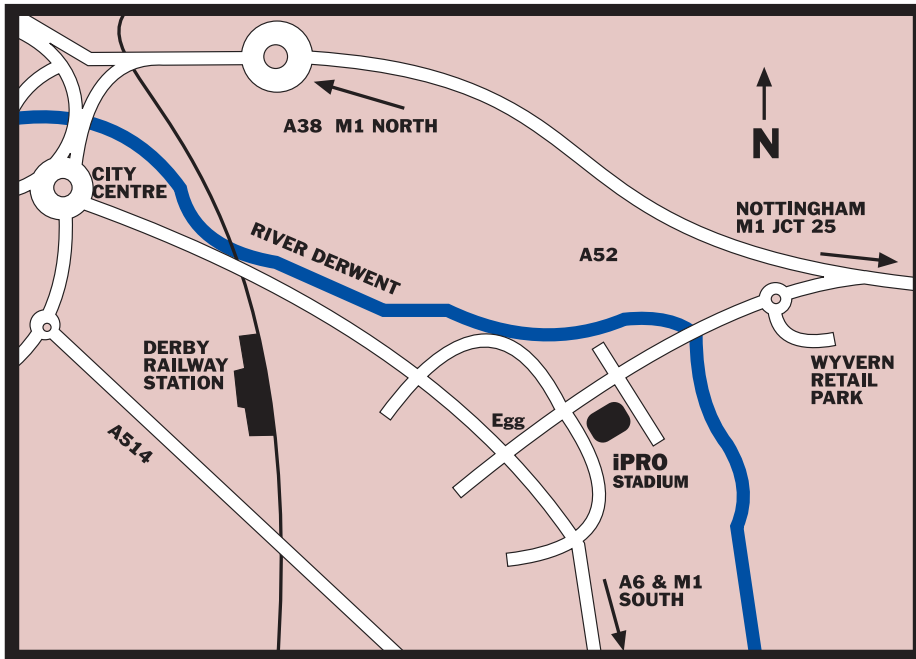 A38 M1 NORTH
N
CITY
CENTRE
NOTTINGHAM
M1 JCT 25
RIVER DERWENT
A52
DERBY
RAILWAY
STATION
WYVERN
RETAIL
PARK
Egg
A514
iPRO
STADIUM
A6 & M1
SOUTH